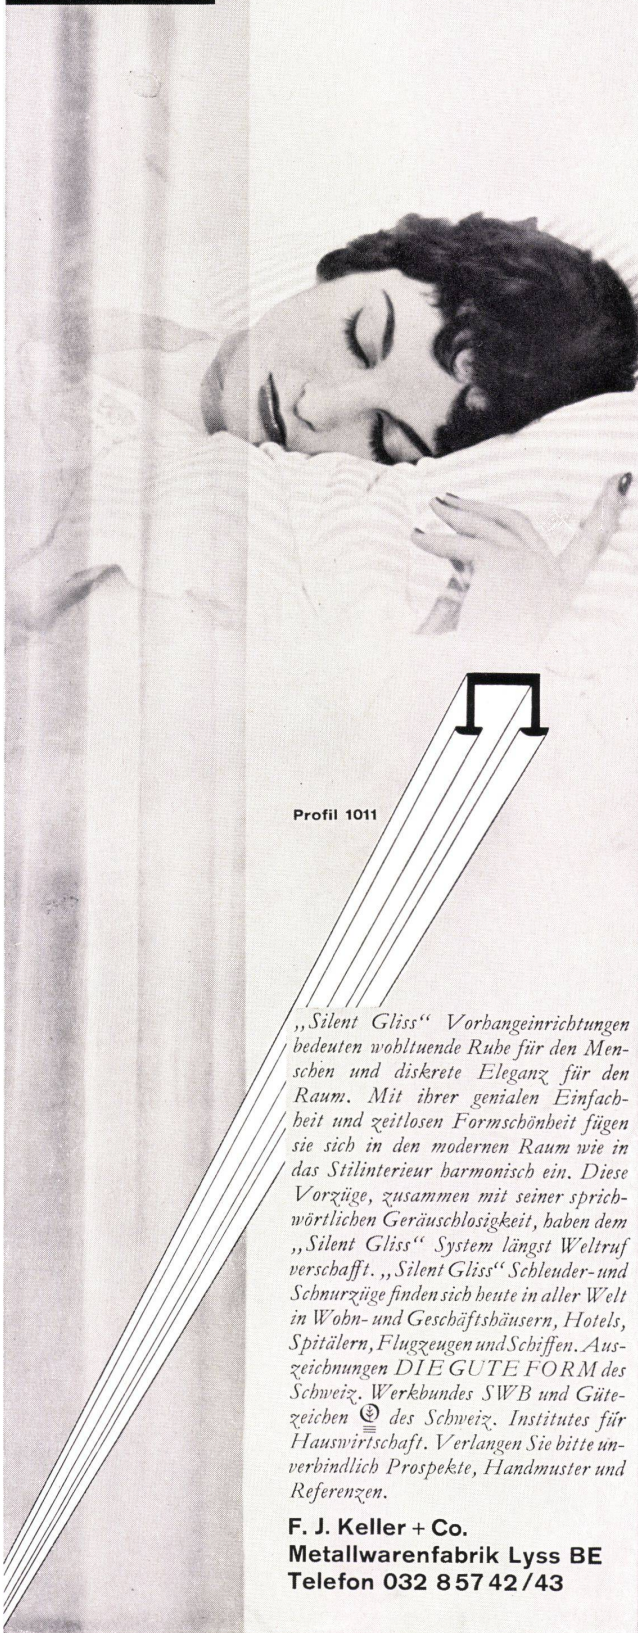 Profil 1011
„Silent Gliss“ Vorhangeinrichtungen
bedeuten wohltuende Ruhe für den Men-
schen und diskrete Eleganz für den
Raum. Mit ihrer genialen Einfach-
heit und zeitlosen Formschönheit fügen
sie sich in den modernen Raum wie in
das Stilinterieur harmonisch ein. Diese
Vorzüge, zusammen mit seiner sprich-
wörtlichen Geräuschlosigkeit, haben dem
„Silent Gliss“ System längst Weltruf
verschafft. „Silent Gliss“ Schleuder- und
Schnurzüge finden sich heute in aller Welt
in Wohn- und Geschäftshäusern, Hotels,
Spitälern, Flugzeugen und Schiffen. Aus-
zeichnungen DIE GUTE FORM des
Schweiz. Werkbundes SWB und Güte-
zeichen des Schweiz. Institutes für
Hauswirtschaft. Verlangen Sie bitte un-
verbindlich Prospekte, Handmuster und
Referenzen.
F. J. Keller + Co.
Metallwarenfabrik Lyss BE
Telefon 032 8 57 42 / 43